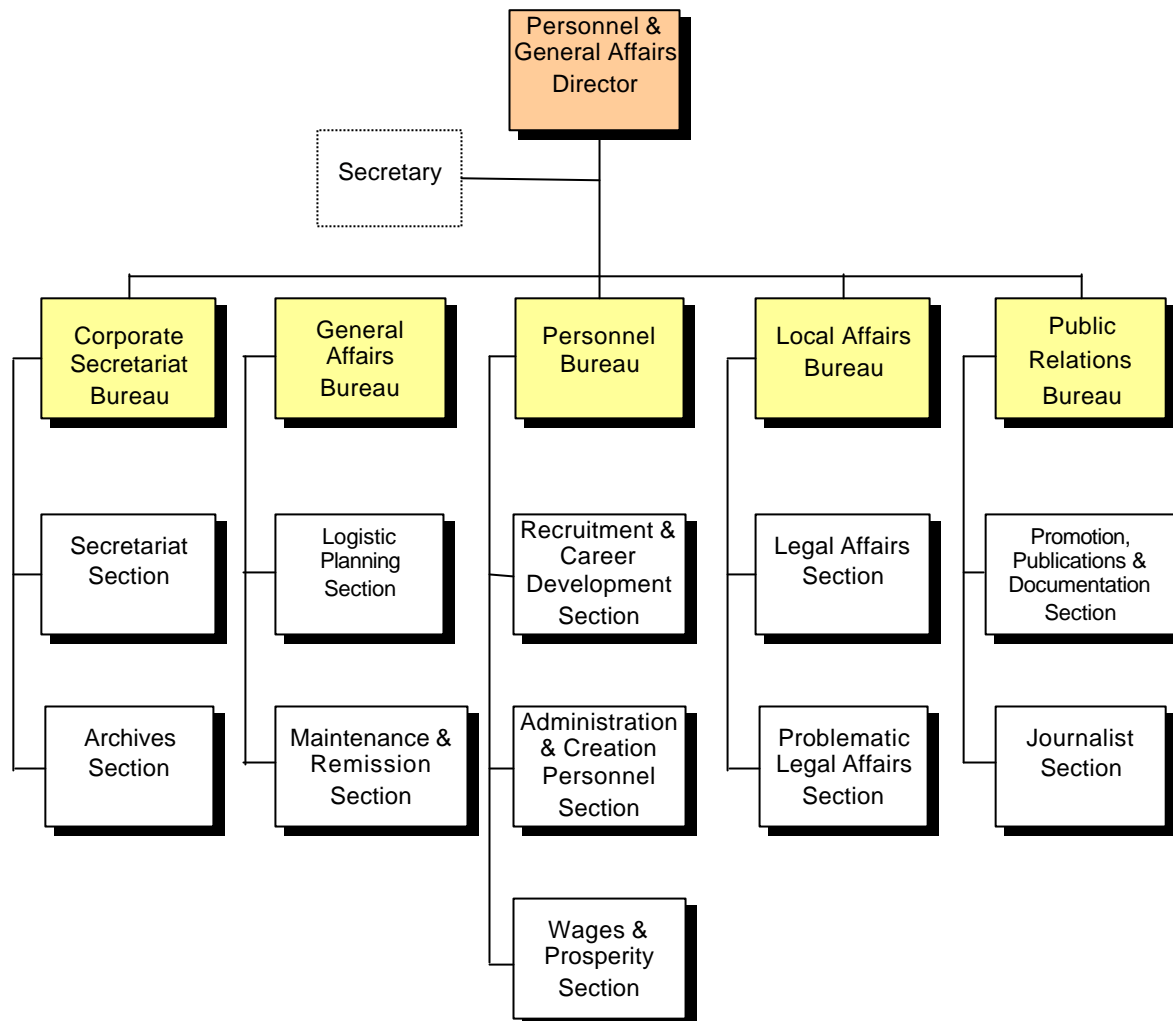 Personnel &
General Affairs
Director
Secretary
Corporate
Secretariat
Bureau
General
Affairs
Bureau
Personnel
Bureau
Local Affairs
Bureau
Public
Relations
Bureau
Secretariat
Section
Logistic
Planning
Section
Recruitment &
Career
Development
Section
Legal Affairs
Section
Promotion,
Publications &
Documentation
Section
Archives
Section
Maintenance &
Remission
Section
Administration
& Creation
Personnel
Section
Problematic
Legal Affairs
Section
Journalist
Section
Wages &
Prosperity
Section